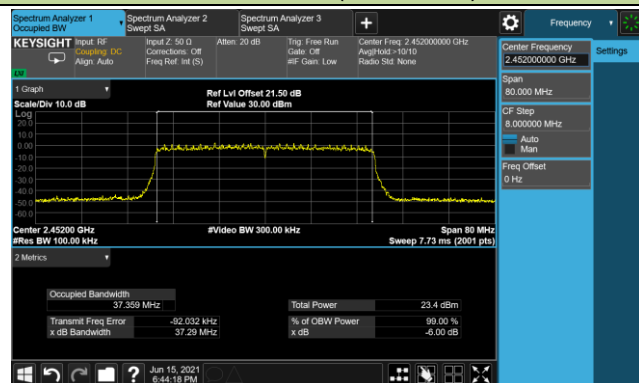 Spectrum Analyzer 1
Occupied BW
Spectrum Analyzer 2
Swept SA
Spectrum Analyzer 3
Swept SA
+
Frequency
KEYSIGHT
Input: RF
Coupling: DC
Align: Auto
Input Z: 50 Ω
Corrections: Off
Freq Ref: Int (S)
Atten: 20 dB
Trig: Free Run
Gate: Off
#IF Gain: Low
Center Freq: 2.452000000 GHz
Avg|Hold:>10/10
Radio Std: None
Center Frequency
2.452000000 GHz
Settings
Span
80.000 MHz
CF Step
8.000000 MHz
Auto
Man
Freq Offset
0 Hz
1 Graph
Ref Lvl Offset 21.50 dB
Scale/Div 10.0 dB
Ref Value 30.00 dBm
Log
20.0
10.0
0.00
-10.0
-20.0
-30.0
-40.0
-50.0
-60.0
Center 2.45200 GHz
#Video BW 300.00 kHz
Span 80 MHz
#Res BW 100.00 kHz
Sweep 7.73 ms (2001 pts)
2 Metrics
Occupied Bandwidth
37.359 MHz
Total Power
23.4 dBm
Transmit Freq Error
-92.032 kHz
% of OBW Power
99.00 %
x dB Bandwidth
37.29 MHz
x dB
-6.00 dB
?
Jun 15, 2021
6:44:18 PM